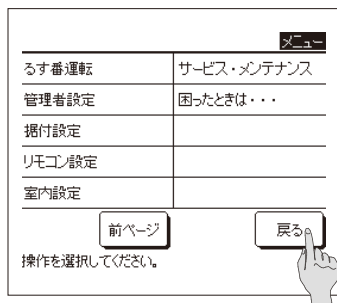 メニュー
るす番運転 サービス・メンテナンス
管理者設定 困ったときは・・・
据付設定
リモコン設定
室内設定
前ページ 戻る
操作を選択してください。